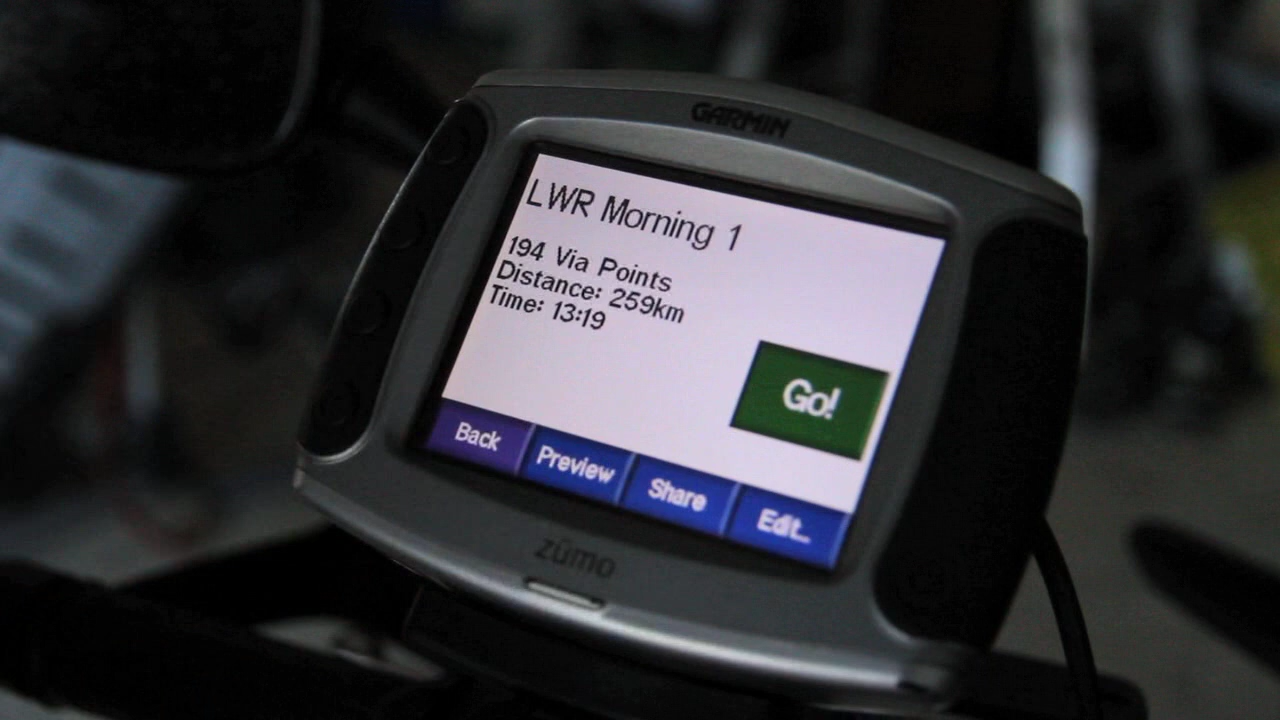 GARMIN
LWR Morning 1
194 Via Points
Distance: 259km
Time: 13:19
Go!
Back
Preview
Share
Edit..
zūmo